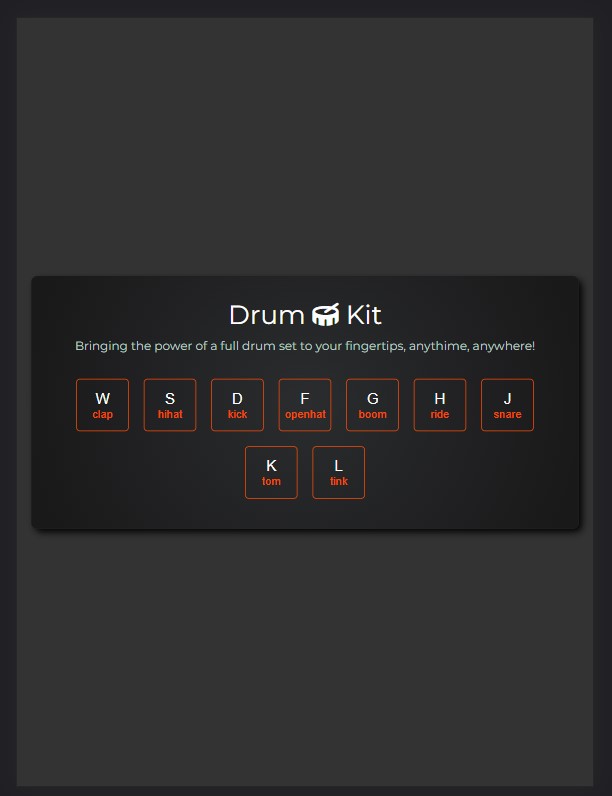 Drum Kit
Bringing the power of a full drum set to your fingertips, anythime, anywhere!
W S D F G H J
clap hihat kick openhat boom ride snare
K L
tom tink